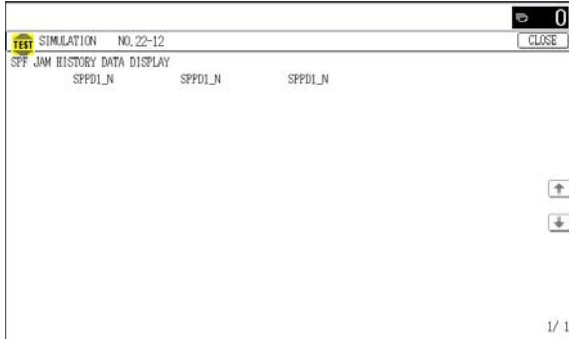 0
TEST SIMULATION NO.22-12 CLOSE
SPF JAM HISTORY DATA DISPLAY
SPPD1_N SPPD1_N SPPD1_N
1/ 1